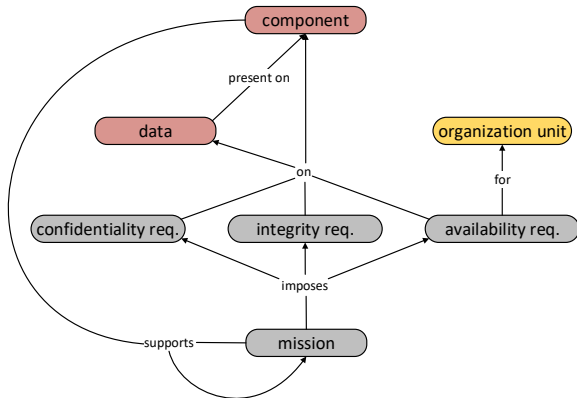 component
present on
data
organization unit
on
for
confidentiality req.
integrity req.
availability req.
imposes
supports
mission